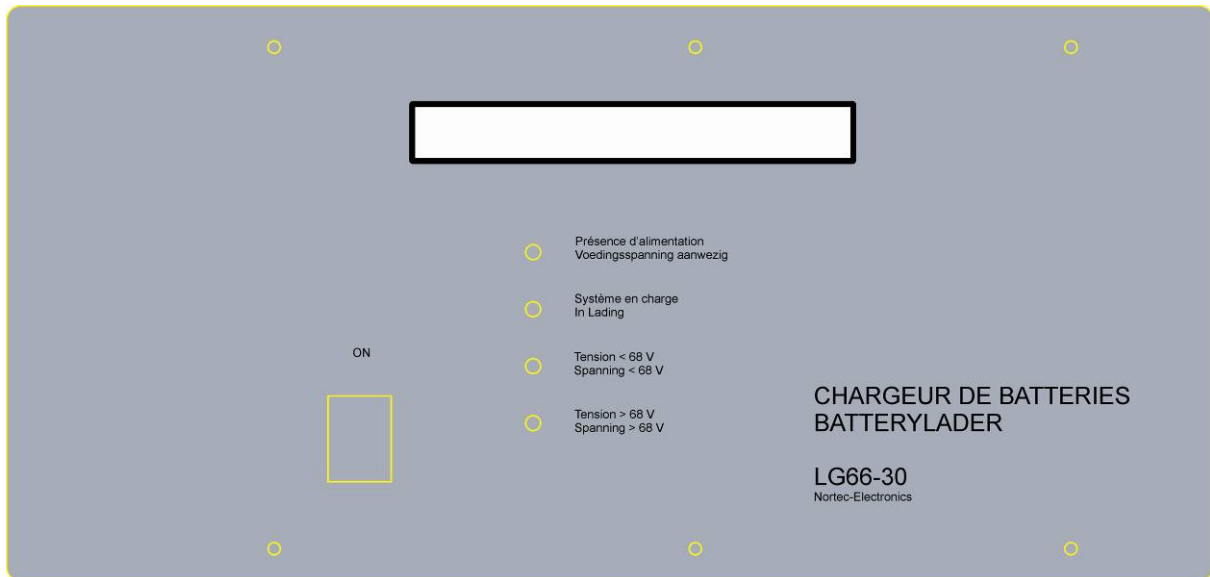 Présence d'alimentation
Voedingsspanning aanwezig
Système en charge
In Lading
ON
Tension < 68 V
Spanning < 68 V
Tension > 68 V
Spanning > 68 V
CHARGEUR DE BATTERIES
BATTERYLADER
LG66-30
Nortec-Electronics